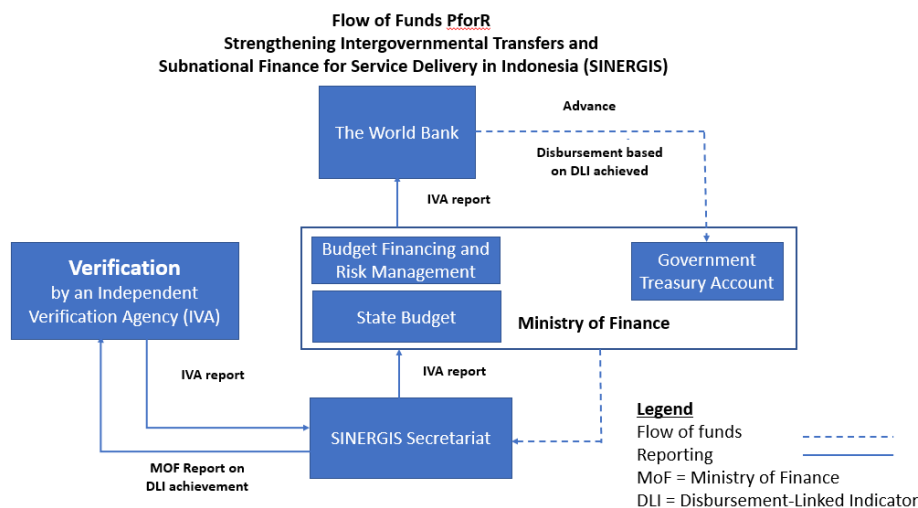 Flow of Funds PforR
Strengthening Intergovernmental Transfers and
Subnational Finance for Service Delivery in Indonesia (SINERGIS)
The World Bank
Advance
Disbursement based
on DLI achieved
IVA report
Budget Financing and
Risk Management
Government
Treasury Account
Verification
by an Independent
Verification Agency (IVA)
State Budget
Ministry of Finance
IVA report
IVA report
SINERGIS Secretariat
MOF Report on
DLI achievement
Legend
Flow of funds
Reporting
MoF = Ministry of Finance
DLI = Disbursement-Linked Indicator